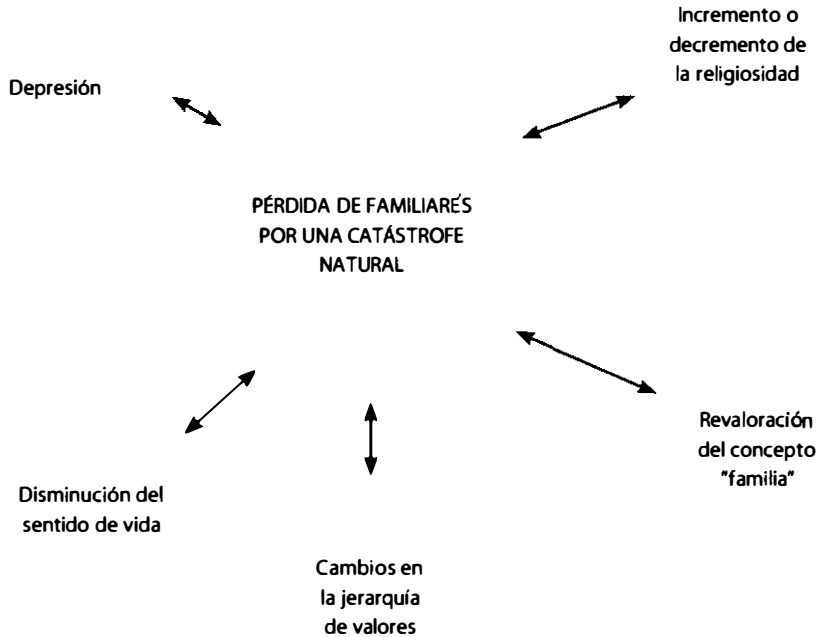 Incremento o
decremento de
la religiosidad
Depresión
PÉRDIDA DE FAMILIARES
POR UNA CATÁSTROFE
NATURAL
Revaloración
del concepto
"familia"
Disminución del
sentido de vida
Cambios en
la jerarquía
de valores